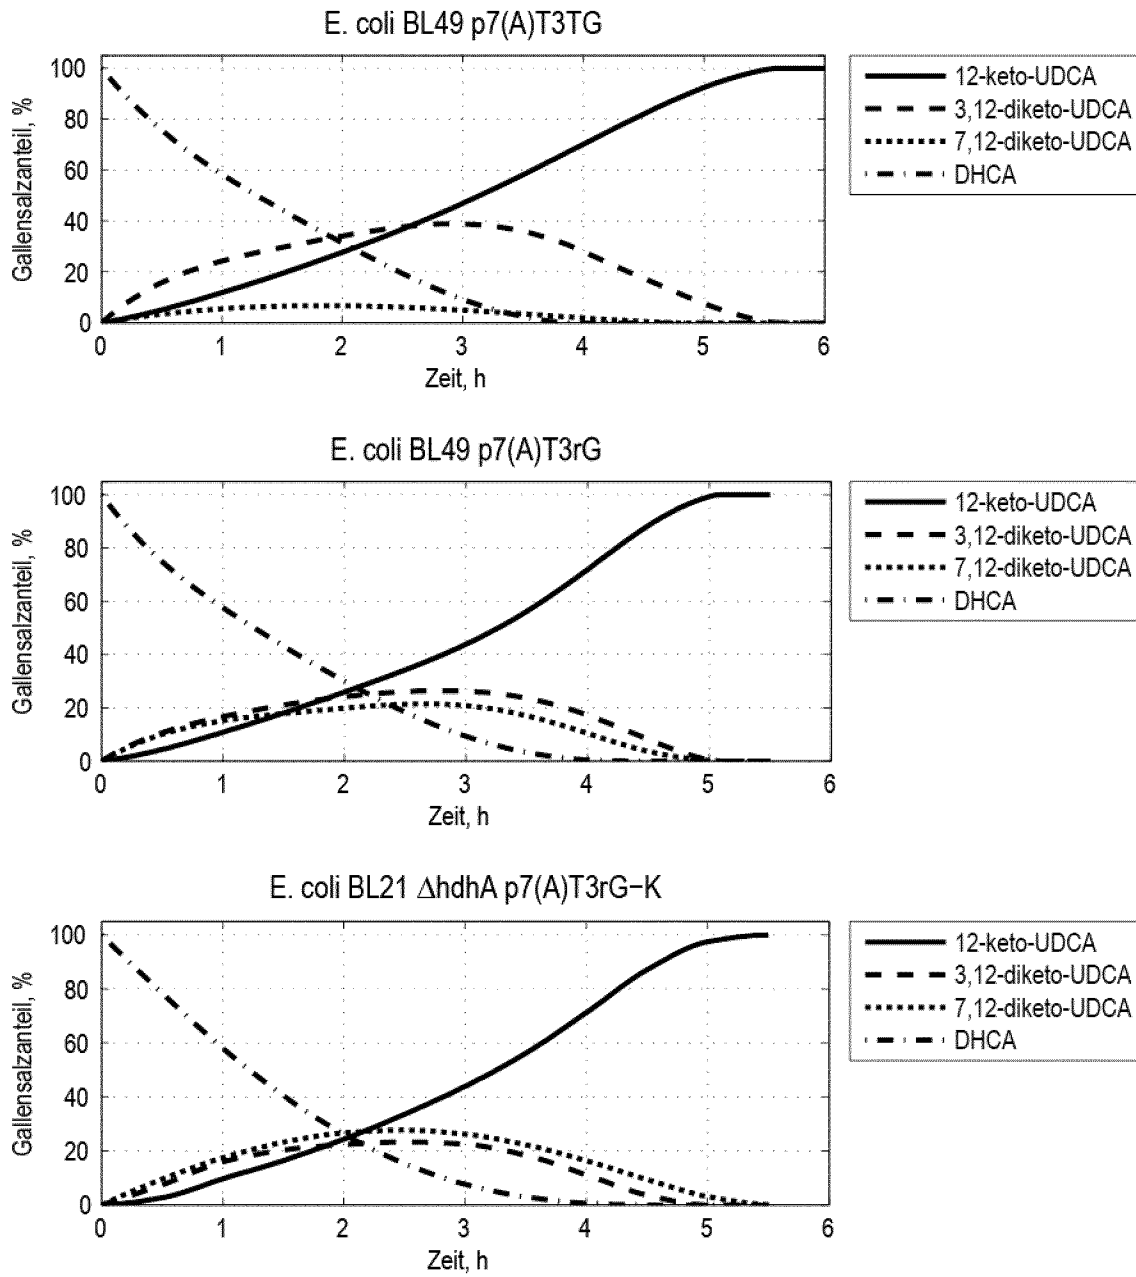 E. coli BL49 p7(A)T3TG
Gallensalzanteil, %
100
80
60
40
20
0
0 1 2 3 4 5 6
Zeit, h
12-keto-UDCA
3,12-diketo-UDCA
7,12-diketo-UDCA
DHCA
E. coli BL49 p7(A)T3rG
Gallensalzanteil, %
100
80
60
40
20
0
0 1 2 3 4 5 6
Zeit, h
12-keto-UDCA
3,12-diketo-UDCA
7,12-diketo-UDCA
DHCA
E. coli BL21 ΔhdhA p7(A)T3rG−K
Gallensalzanteil, %
100
80
60
40
20
0
0 1 2 3 4 5 6
Zeit, h
12-keto-UDCA
3,12-diketo-UDCA
7,12-diketo-UDCA
DHCA